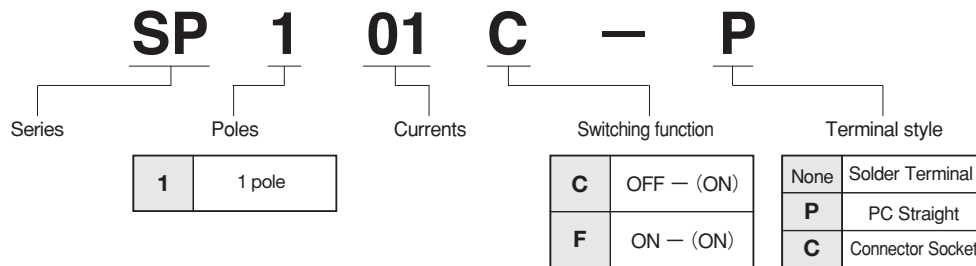 SP 1 01 C — P
Series Poles Currents Switching function Terminal style
1 1 pole
C OFF — (ON)
F ON — (ON)
None Solder Terminal
P PC Straight
C Connector Socket